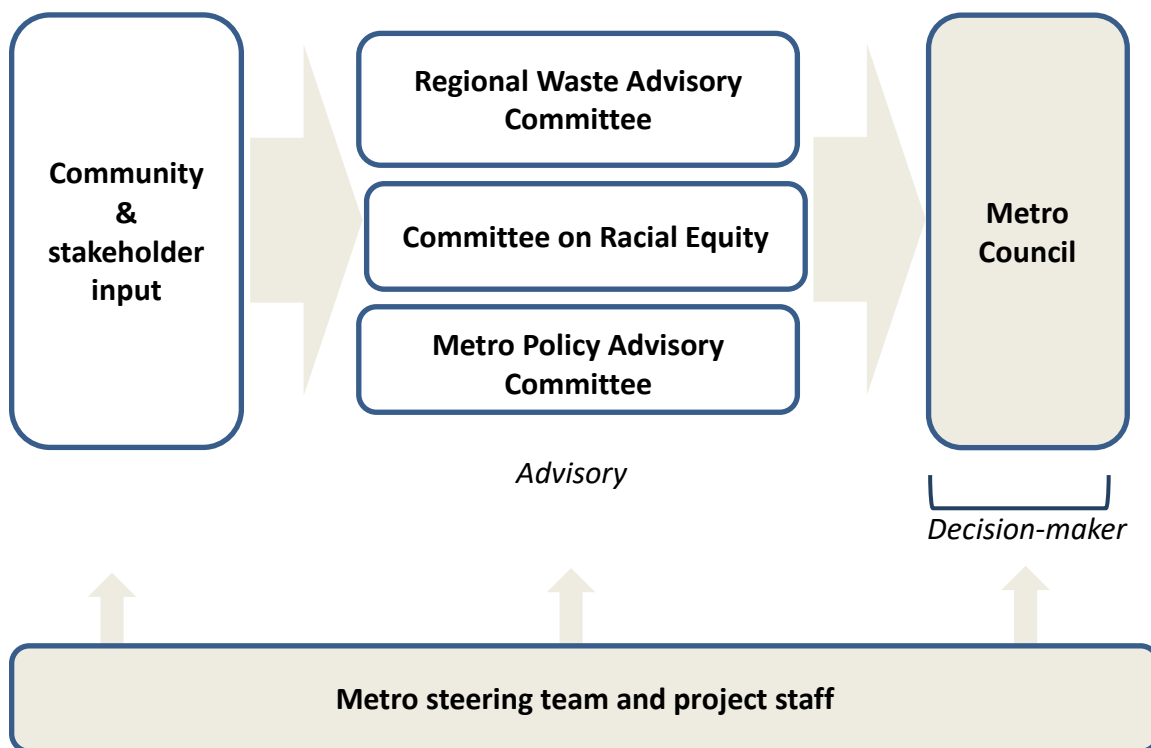 Community
&
stakeholder
input
Regional Waste Advisory
Committee
Committee on Racial Equity
Metro Policy Advisory
Committee
Advisory
Metro
Council
Decision-maker
Metro steering team and project staff